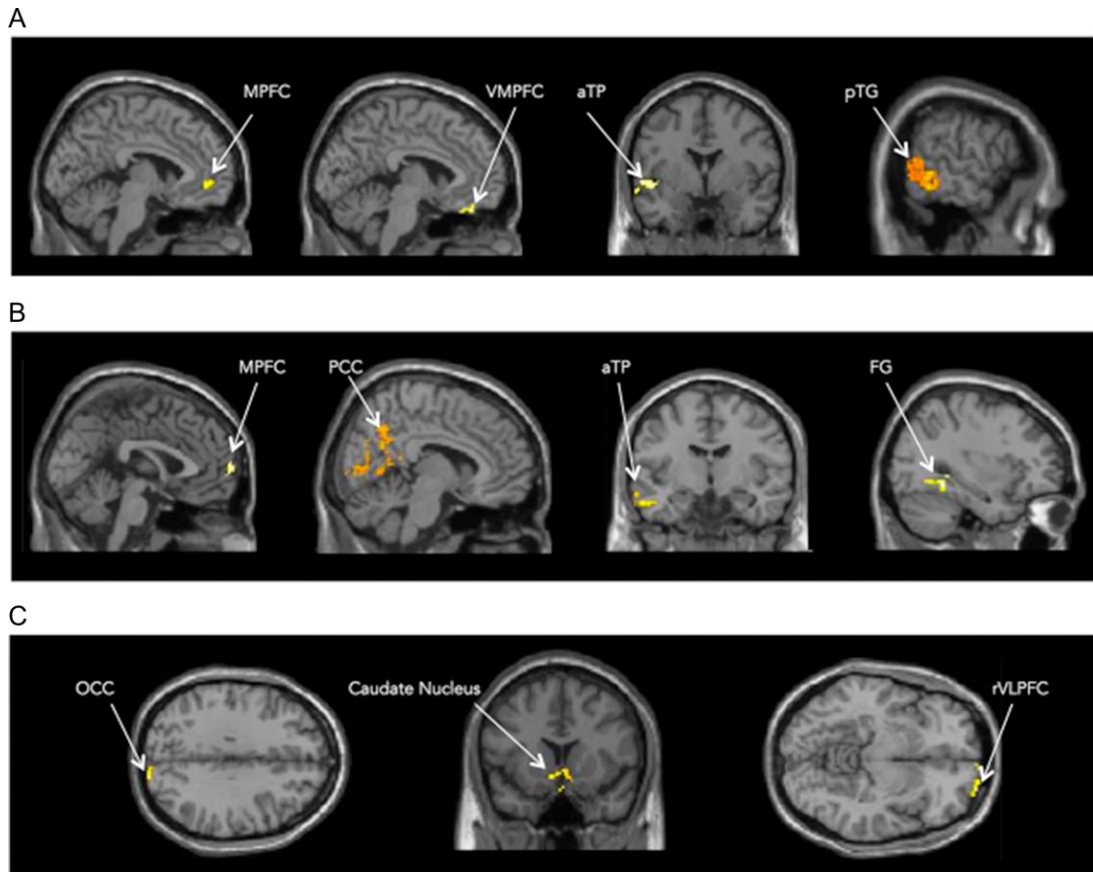 A
MPFC
VMPFC
aTP
pTG
B
MPFC
PCC
aTP
FG
C
OCC
Caudate Nucleus
rVLPFC